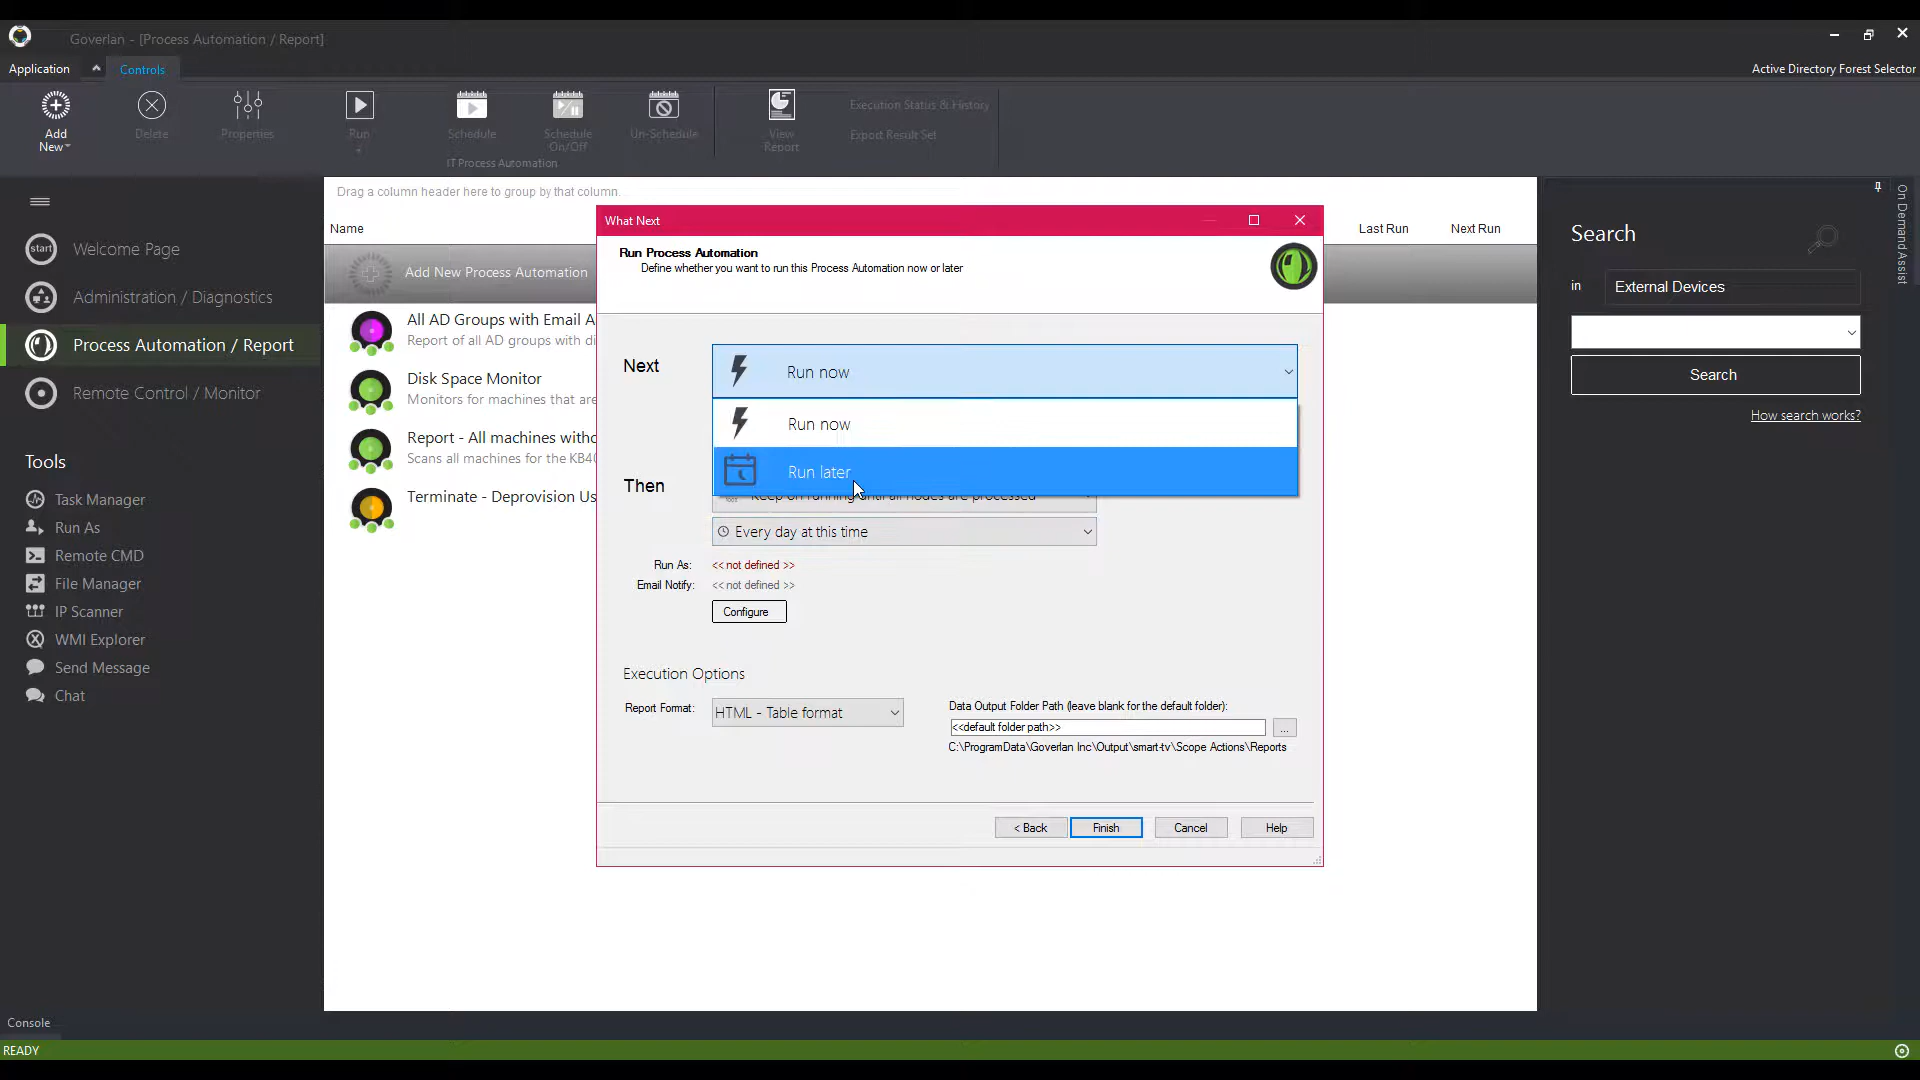 Goverlan - [Process Automation / Report]
Application
Controls
Active Directory Forest Selector
Add New
Delete
Properties
Run
Schedule
Schedule On/Off
Un-Schedule
View Report
Execution Status & History
Export Result Set
IT Process Automation
Drag a column header here to group by that column.
Name
Last Run
Next Run
start
Welcome Page
Administration / Diagnostics
Process Automation / Report
Remote Control / Monitor
Tools
Task Manager
Run As
Remote CMD
File Manager
IP Scanner
WMI Explorer
Send Message
Chat
Add New Process Automation
All AD Groups with Email A
Report of all AD groups with di
Disk Space Monitor
Monitors for machines that are
Report - All machines witho
Scans all machines for the KB40
Terminate - Deprovision Us
What Next
Run Process Automation
Define whether you want to run this Process Automation now or later
Next
Run now
Run now
Run later
Then
Keep on running until all nodes are processed
Every day at this time
Run As:
<< not defined >>
Email Notify:
<< not defined >>
Configure
Execution Options
Report Format:
HTML - Table format
Data Output Folder Path (leave blank for the default folder):
<<default folder path>>
...
C:\ProgramData\Goverlan Inc\Output\smart-tv\Scope Actions\Reports
< Back
Finish
Cancel
Help
Search
in
External Devices
Search
How search works?
On Demand Assist
Console
READY